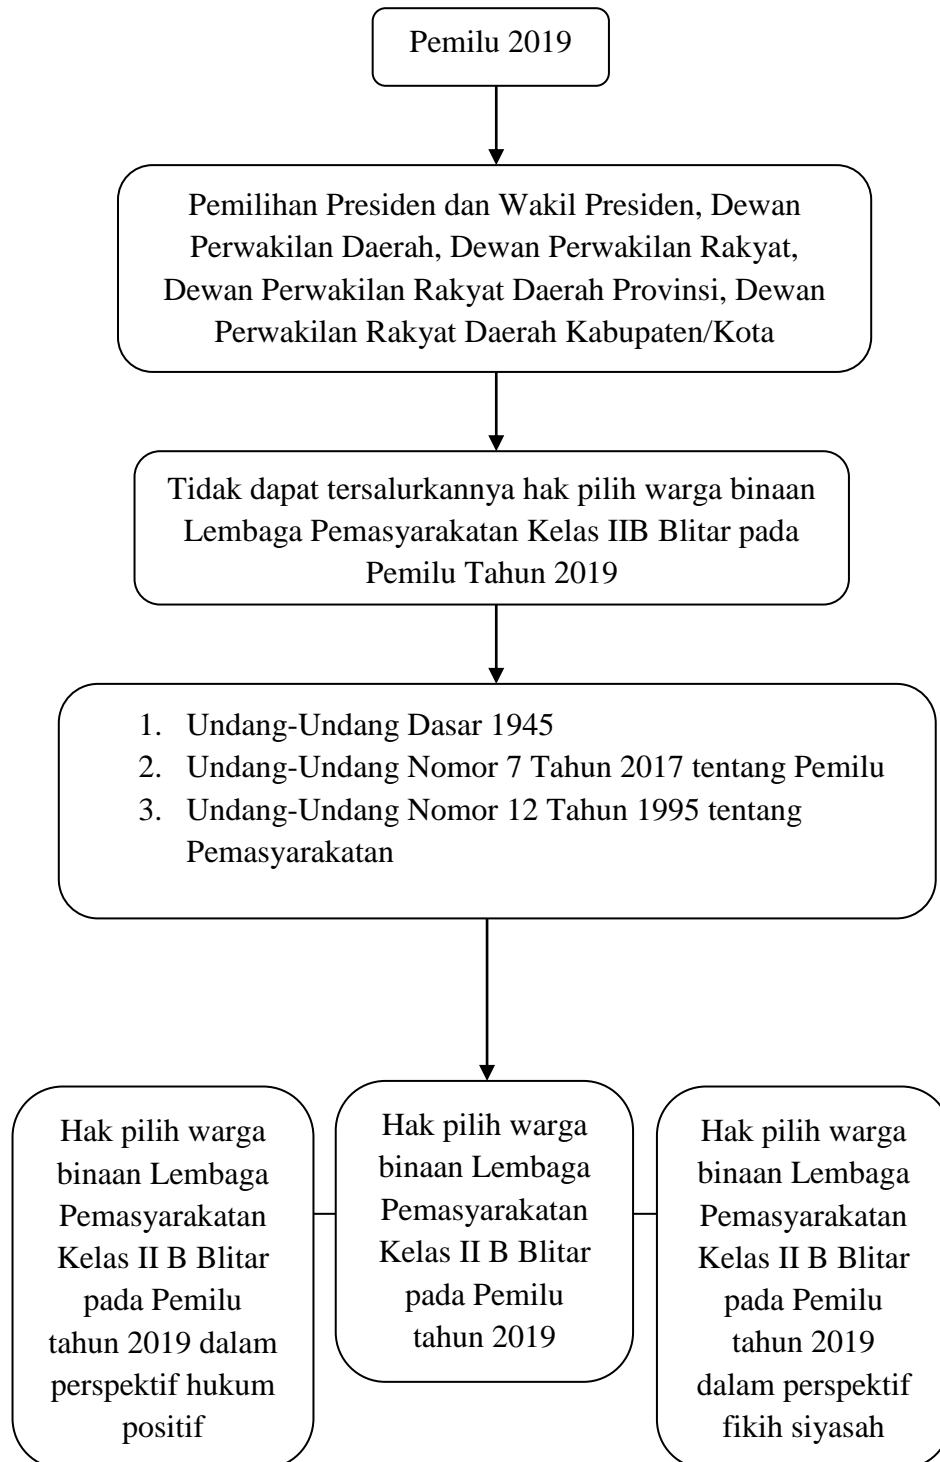 Pemilu 2019
Pemilihan Presiden dan Wakil Presiden, Dewan
Perwakilan Daerah, Dewan Perwakilan Rakyat,
Dewan Perwakilan Rakyat Daerah Provinsi, Dewan
Perwakilan Rakyat Daerah Kabupaten/Kota
Tidak dapat tersalurkannya hak pilih warga binaan
Lembaga Pemasyarakatan Kelas IIB Blitar pada
Pemilu Tahun 2019
1. Undang-Undang Dasar 1945
2. Undang-Undang Nomor 7 Tahun 2017 tentang Pemilu
3. Undang-Undang Nomor 12 Tahun 1995 tentang
Pemasyarakatan
Hak pilih warga
binaan Lembaga
Pemasyarakatan
Kelas II B Blitar
pada Pemilu
tahun 2019 dalam
perspektif hukum
positif
Hak pilih warga
binaan Lembaga
Pemasyarakatan
Kelas II B Blitar
pada Pemilu
tahun 2019
Hak pilih warga
binaan Lembaga
Pemasyarakatan
Kelas II B Blitar
pada Pemilu
tahun 2019
dalam perspektif
fikih siyasah